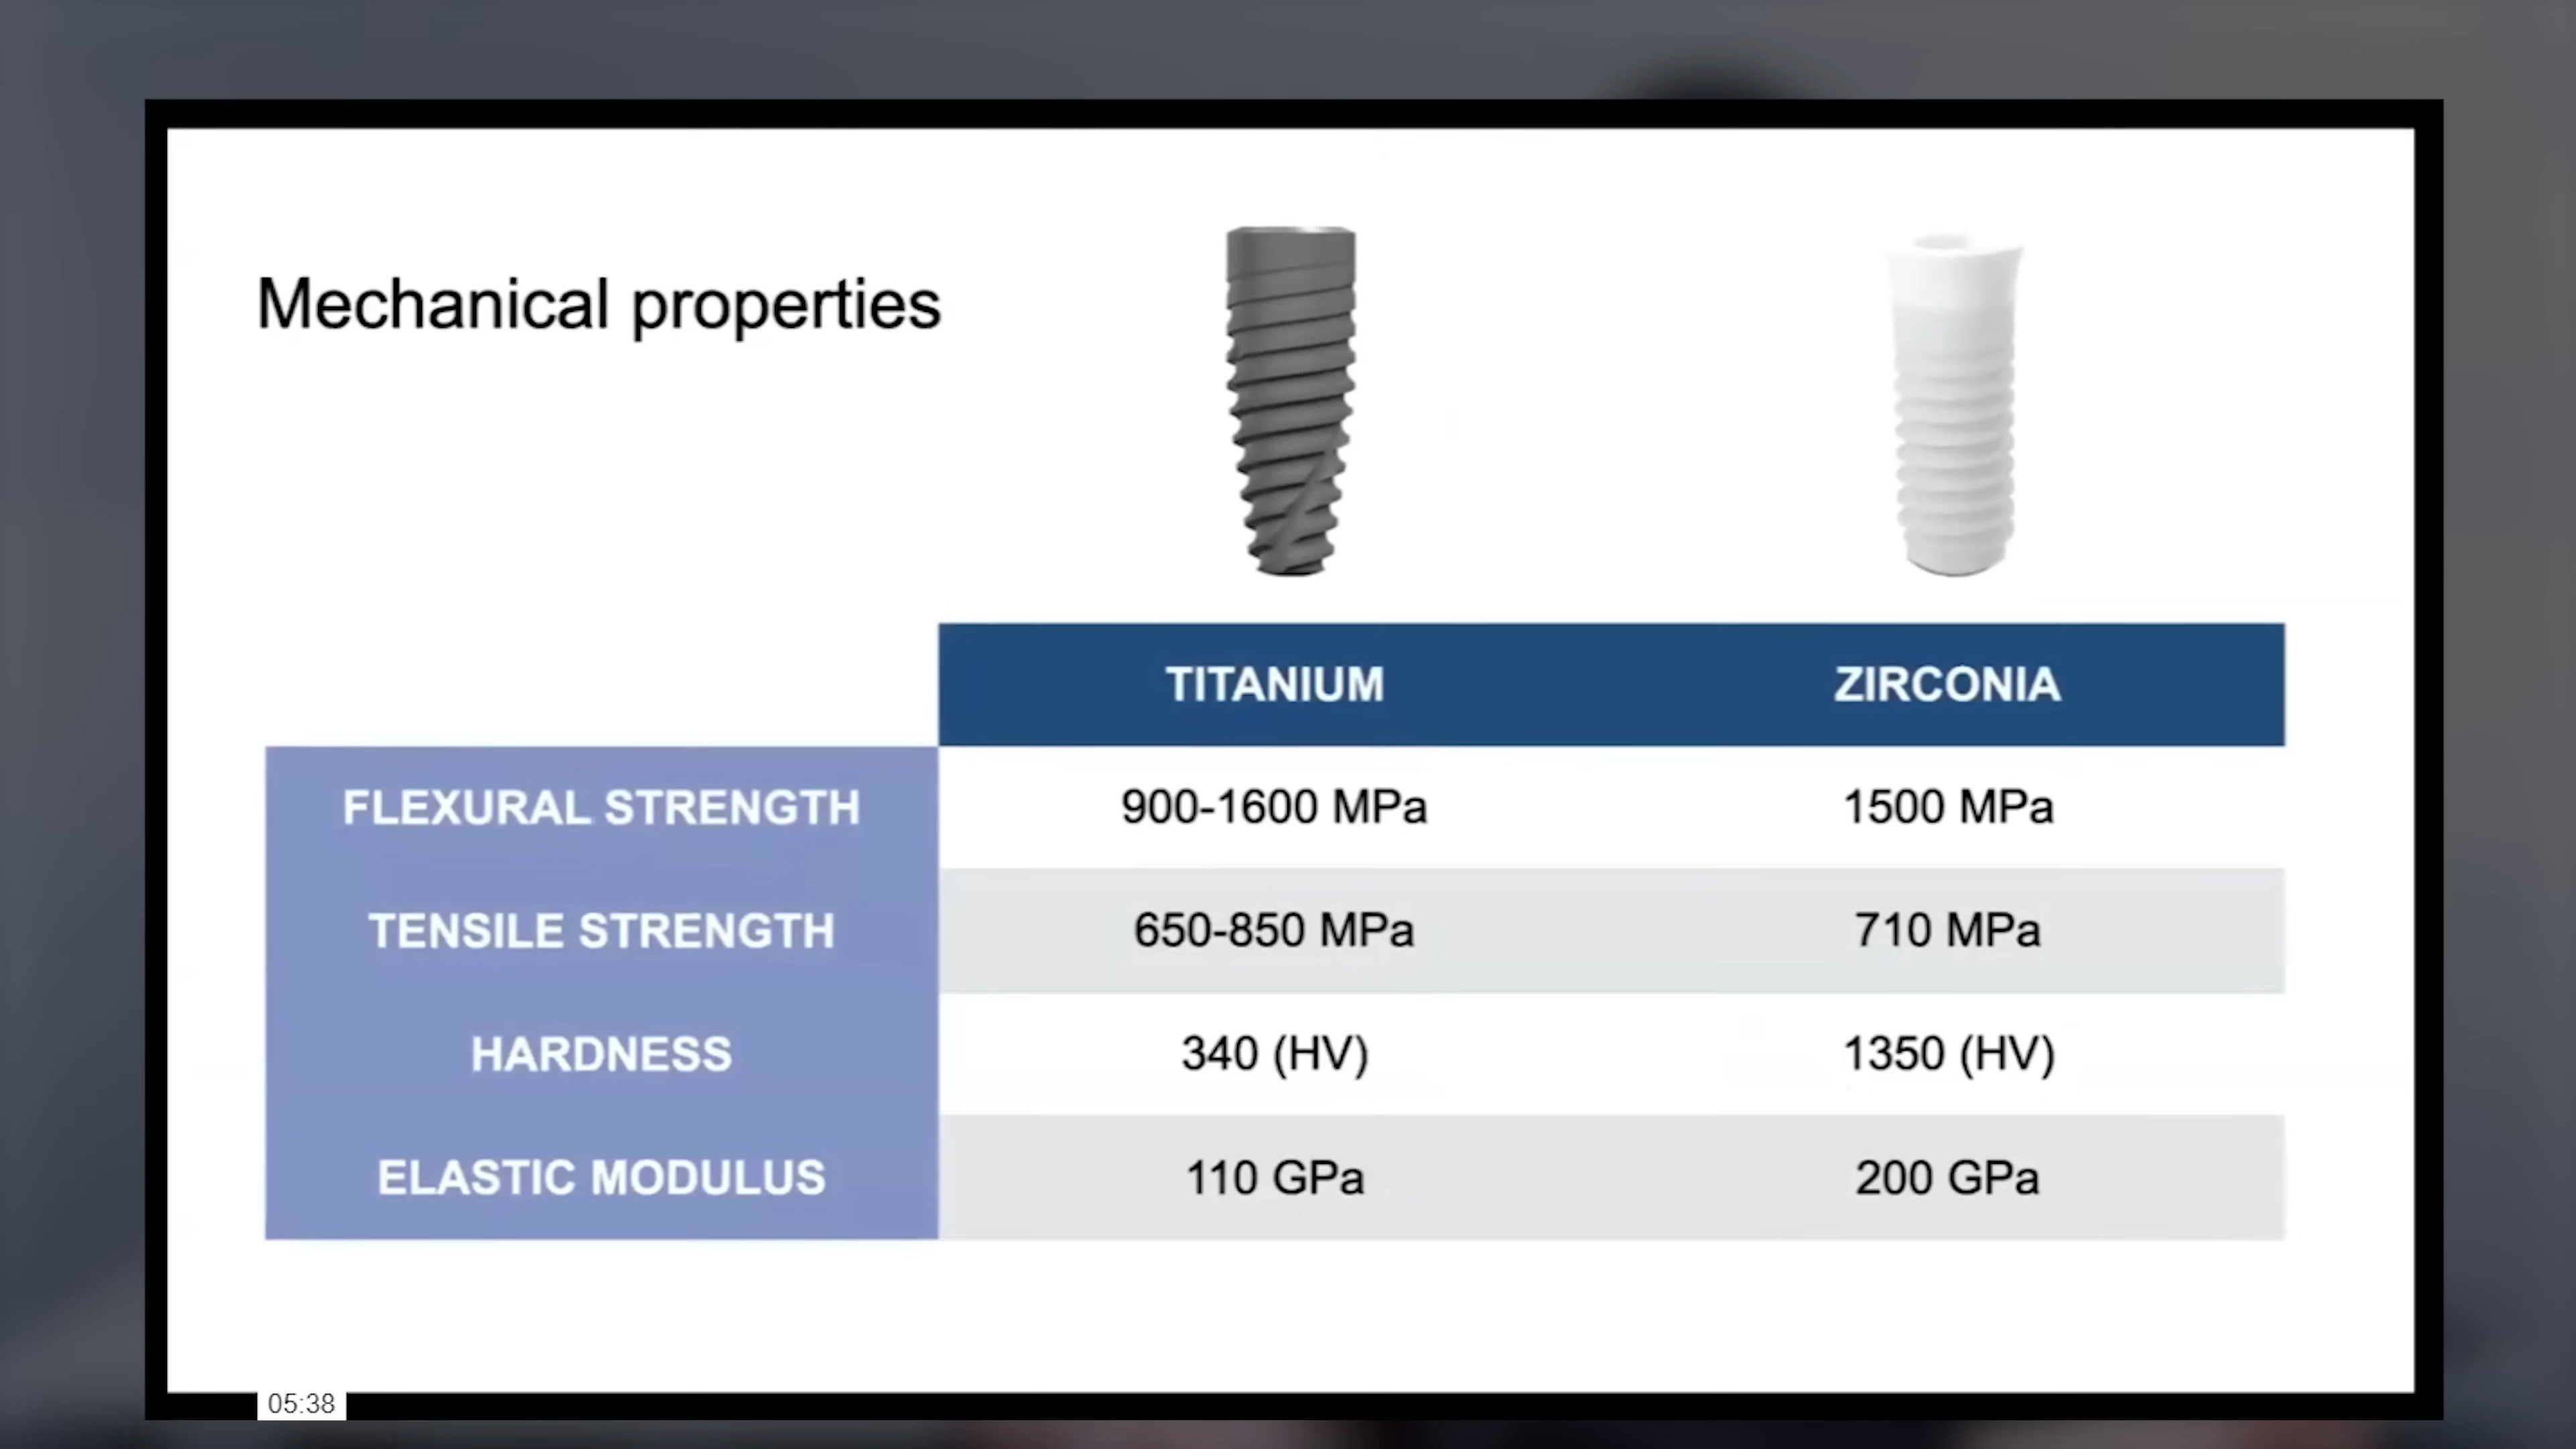 Mechanical properties
TITANIUM ZIRCONIA
FLEXURAL STRENGTH 900-1600 MPa 1500 MPa
TENSILE STRENGTH 650-850 MPa 710 MPa
HARDNESS 340 (HV) 1350 (HV)
ELASTIC MODULUS 110 GPa 200 GPa
05:38